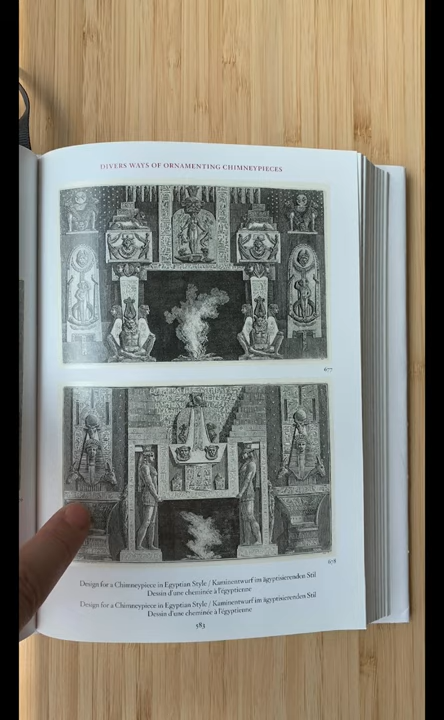 DIVERS WAYS OF ORNAMENTING CHIMNEYPIECES
677
678
Design for a Chimneypiece in Egyptian Style / Kaminentwurf im ägyptisierenden Stil
Dessin d'une cheminée à l'égyptienne
Design for a Chimneypiece in Egyptian Style / Kaminentwurf im ägyptisierenden Stil
Dessin d'une cheminée à l'égyptienne
583